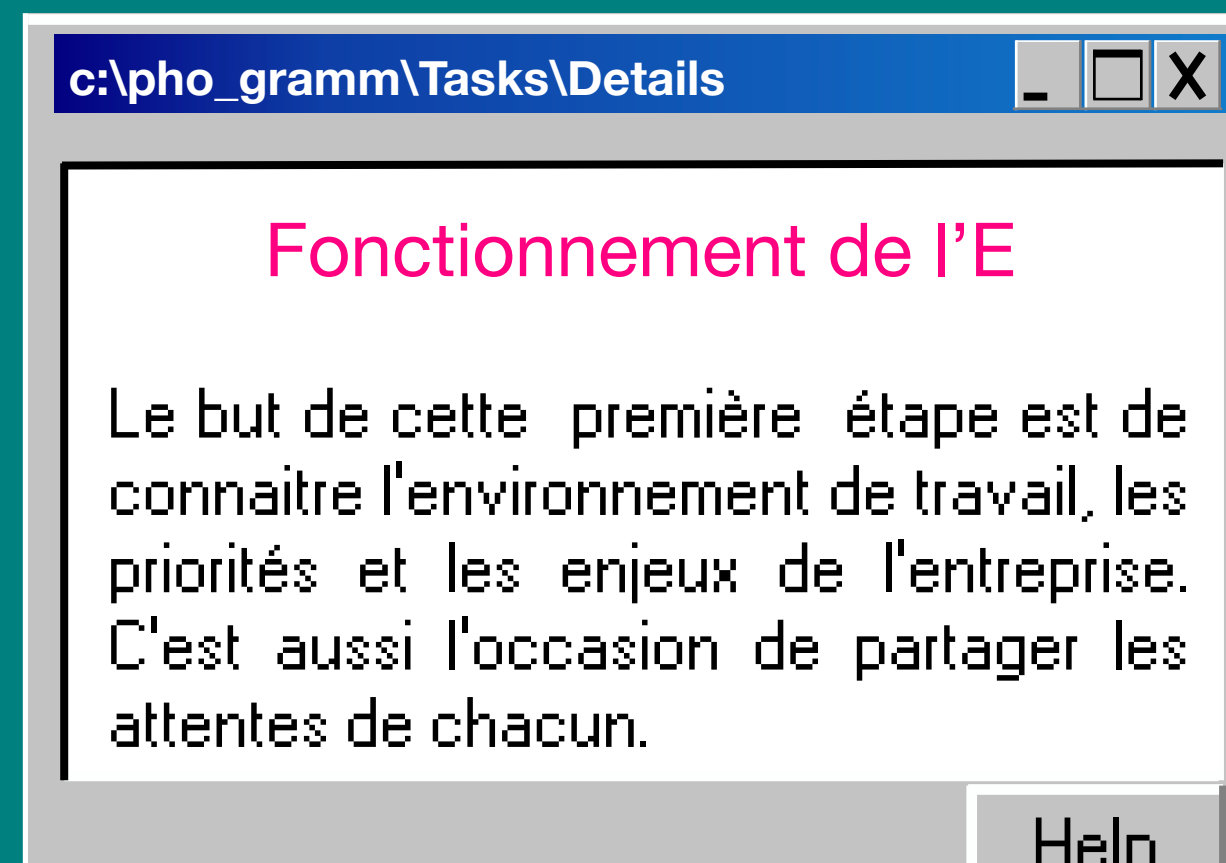 c:\pho_gramm\Tasks\Details
Fonctionnement de l’E
Le but de cette première étape est de
connaitre l'environnement de travail, les
priorités et les enjeux de l'entreprise.
C'est aussi l'occasion de partager les
attentes de chacun.
Help